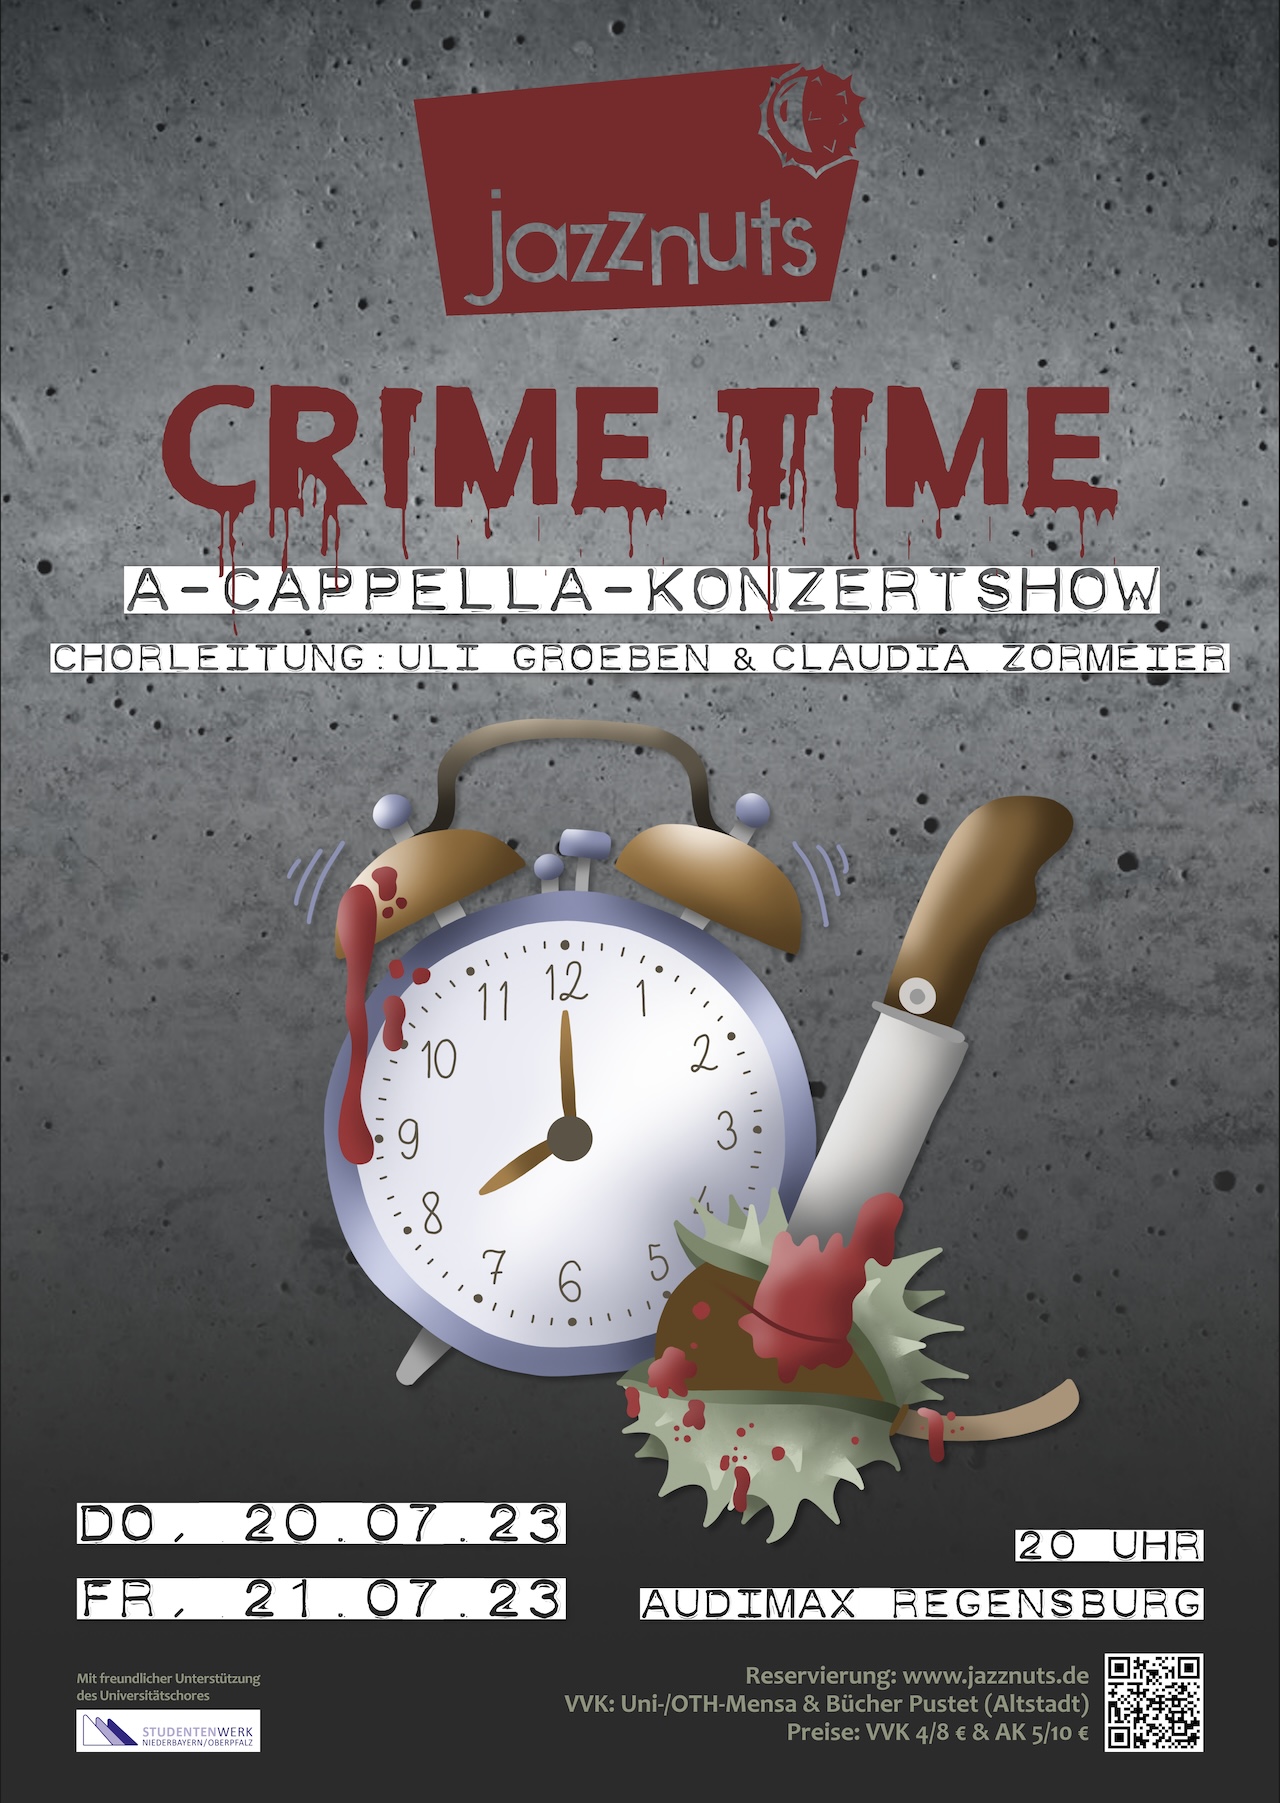 jazznuts
CRIME TIME
A-CAPPELLA-KONZERTSHOW
CHORLEITUNG: ULI GROEBEN & CLAUDIA ZORMEIER
12
11
1
10
2
9
3
8
4
7
5
6
DO, 20.07.23
FR, 21.07.23
20 UHR
AUDIMAX REGENSBURG
Mit freundlicher Unterstützung
des Universitätschores
STUDENTENWERK
NIEDERBAYERN/OBERPFALZ
Reservierung: www.jazznuts.de
VVK: Uni-/OTH-Mensa & Bücher Pustet (Altstadt)
Preise: VVK 4/8 € & AK 5/10 €